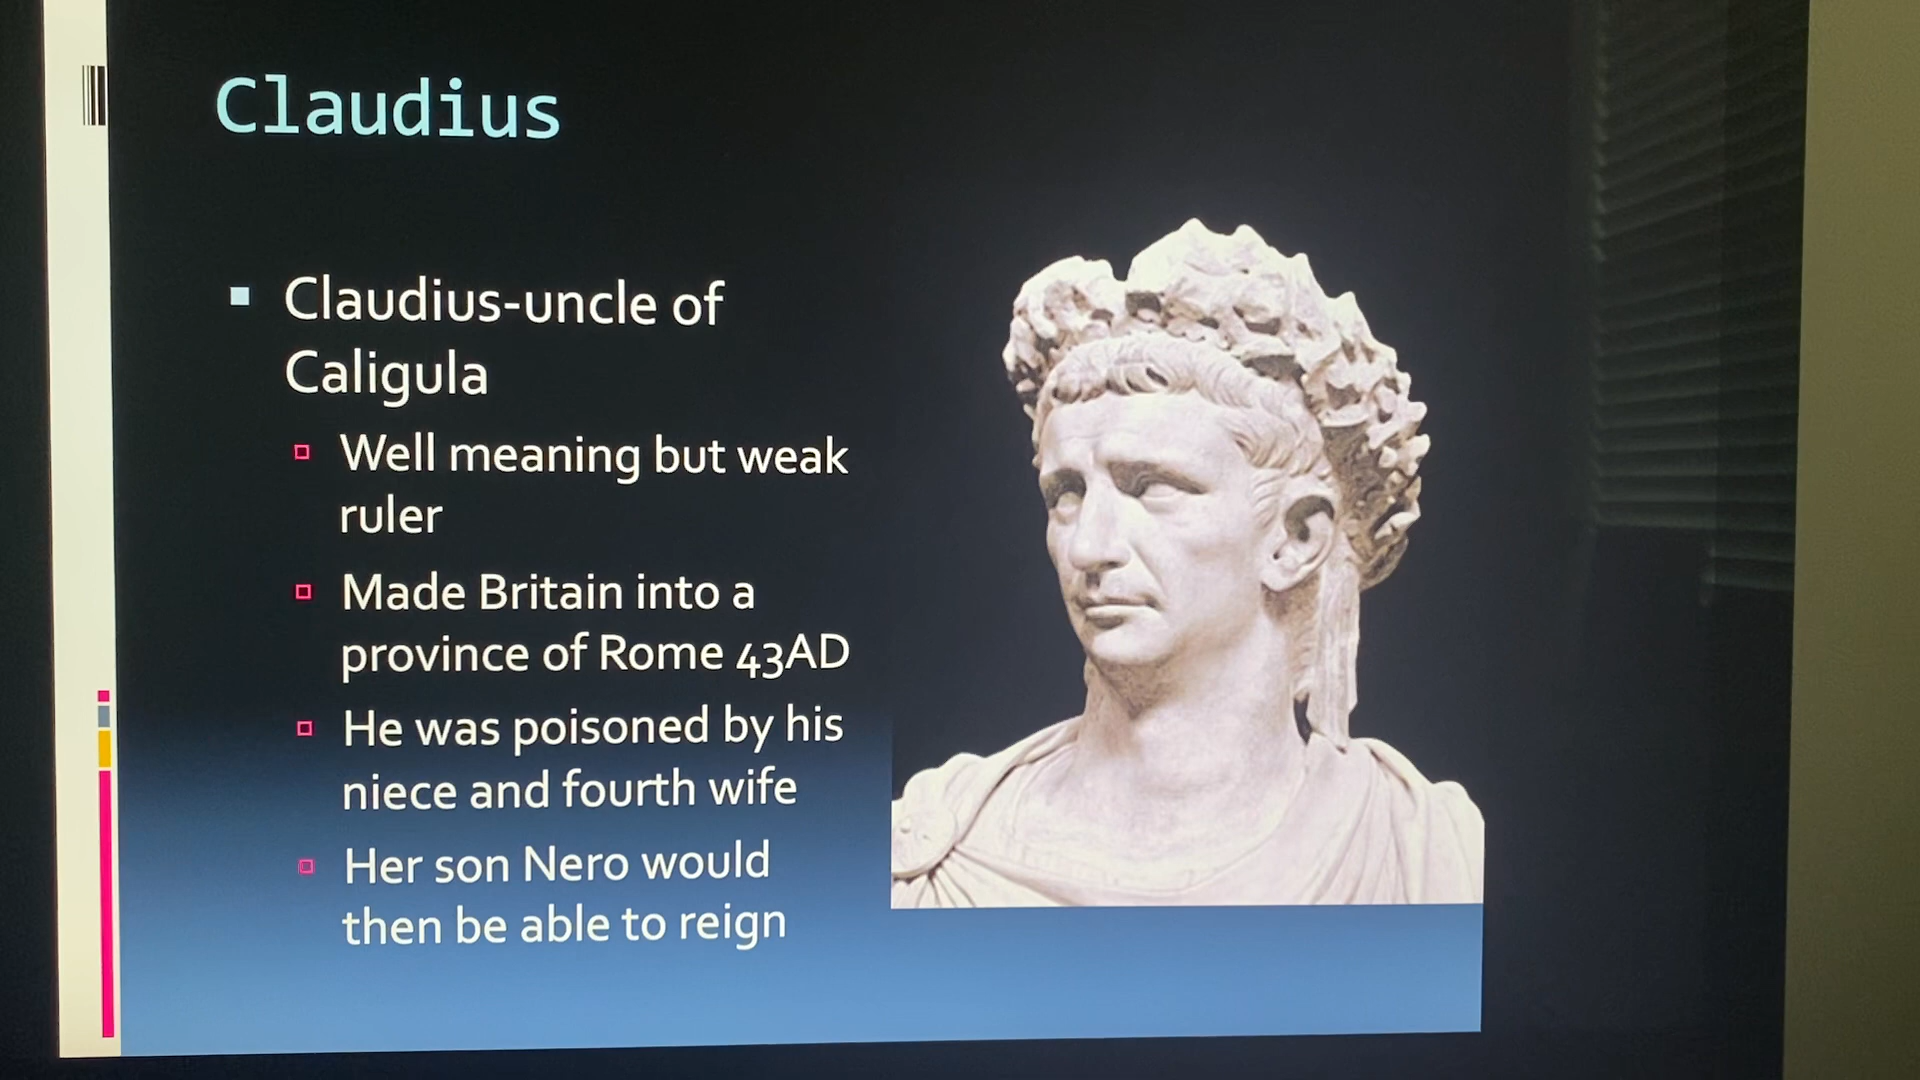 Claudius
Claudius-uncle of
Caligula
Well meaning but weak
ruler
Made Britain into a
province of Rome 43AD
He was poisoned by his
niece and fourth wife
Her son Nero would
then be able to reign